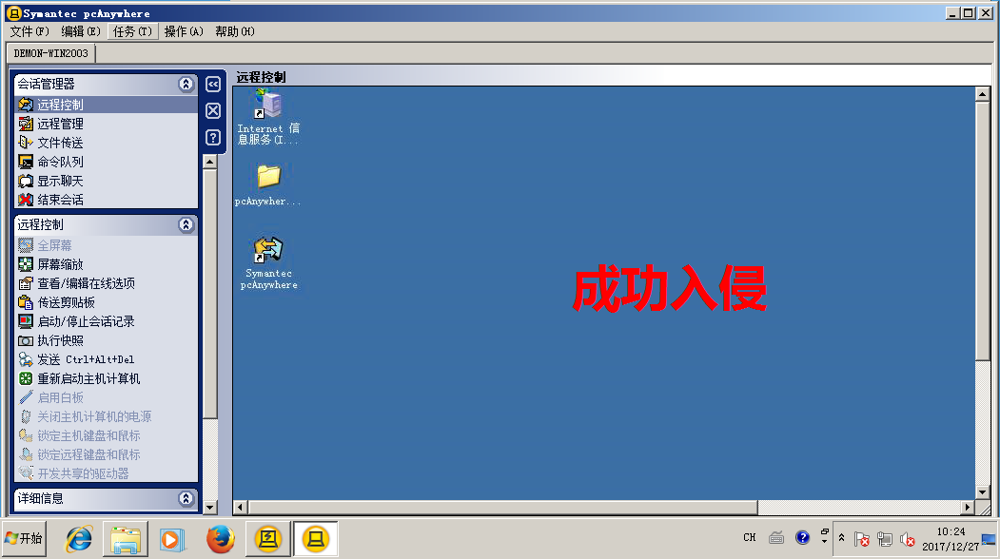 Symantec pcAnywhere
文件(F) 编辑(E) 任务(T) 操作(A) 帮助(H)
DEMON-WIN2003
会话管理器
远程控制
远程管理
文件传送
命令队列
显示聊天
结束会话
远程控制
全屏幕
屏幕缩放
查看/编辑在线选项
传送剪贴板
启动/停止会话记录
执行快照
发送 Ctrl+Alt+Del
重新启动主机计算机
启用白板
关闭主机计算机的电源
锁定主机键盘和鼠标
锁定远程键盘和鼠标
开发共享的驱动器
详细信息
远程控制
Internet 信
息服务(I...
pcAnywher...
Symantec
pcAnywhere
成功入侵
开始
CH
10:24
2017/12/27